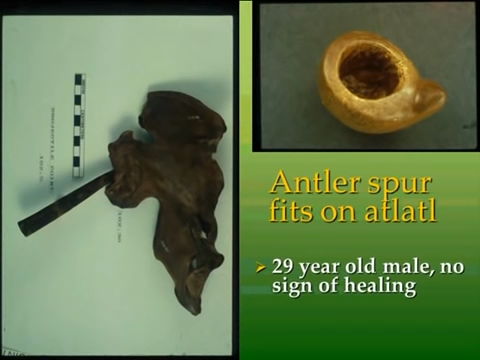 Antler spur
fits on atlatl
29 year old male, no
sign of healing